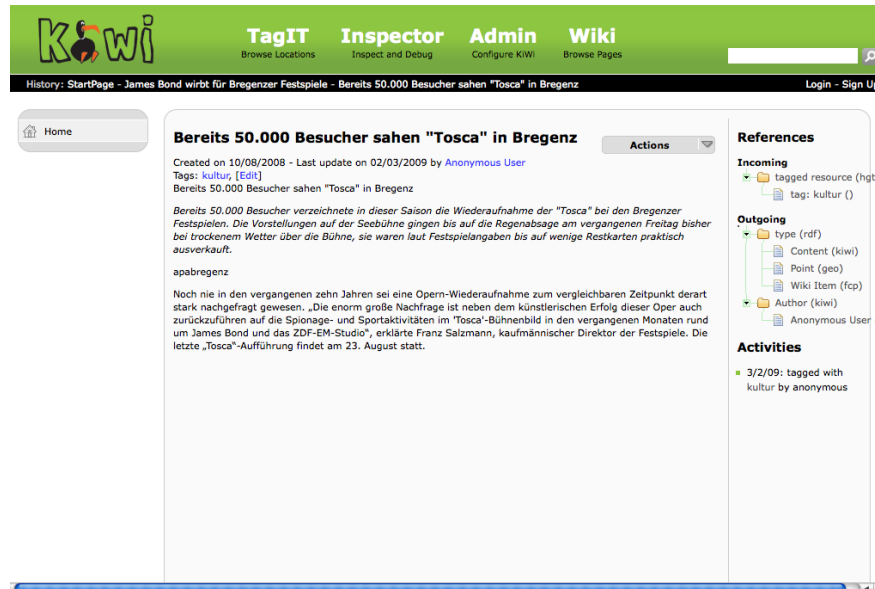 KiWi
TagIT Inspector Admin Wiki
Browse Locations Inspect and Debug Configure KiWi Browse Pages
History: StartPage - James Bond wirbt für Bregenzer Festspiele - Bereits 50.000 Besucher sahen "Tosca" in Bregenz Login - Sign U
Home
Bereits 50.000 Besucher sahen "Tosca" in Bregenz
Actions
Created on 10/08/2008 - Last update on 02/03/2009 by Anonymous User
Tags: kultur, [Edit]
Bereits 50.000 Besucher sahen "Tosca" in Bregenz
Bereits 50.000 Besucher verzeichnete in dieser Saison die Wiederaufnahme der "Tosca" bei den Bregenzer
Festspielen. Die Vorstellungen auf der Seebühne gingen bis auf die Regenabsage am vergangenen Freitag bisher
bei trockenem Wetter über die Bühne, sie waren laut Festspielangaben bis auf wenige Restkarten praktisch
ausverkauft.
apabregenz
Noch nie in den vergangenen zehn Jahren sei eine Opern-Wiederaufnahme zum vergleichbaren Zeitpunkt derart
stark nachgefragt gewesen. „Die enorm große Nachfrage ist neben dem künstlerischen Erfolg dieser Oper auch
zurückzuführen auf die Spionage- und Sportaktivitäten im 'Tosca'-Bühnenbild in den vergangenen Monaten rund
um James Bond und das ZDF-EM-Studio“, erklärte Franz Salzmann, kaufmännischer Direktor der Festspiele. Die
letzte „Tosca“-Aufführung findet am 23. August statt.
References
Incoming
tagged resource (hgt
tag: kultur ()
Outgoing
type (rdf)
Content (kiwi)
Point (geo)
Wiki Item (fcp)
Author (kiwi)
Anonymous User
Activities
3/2/09: tagged with
kultur by anonymous